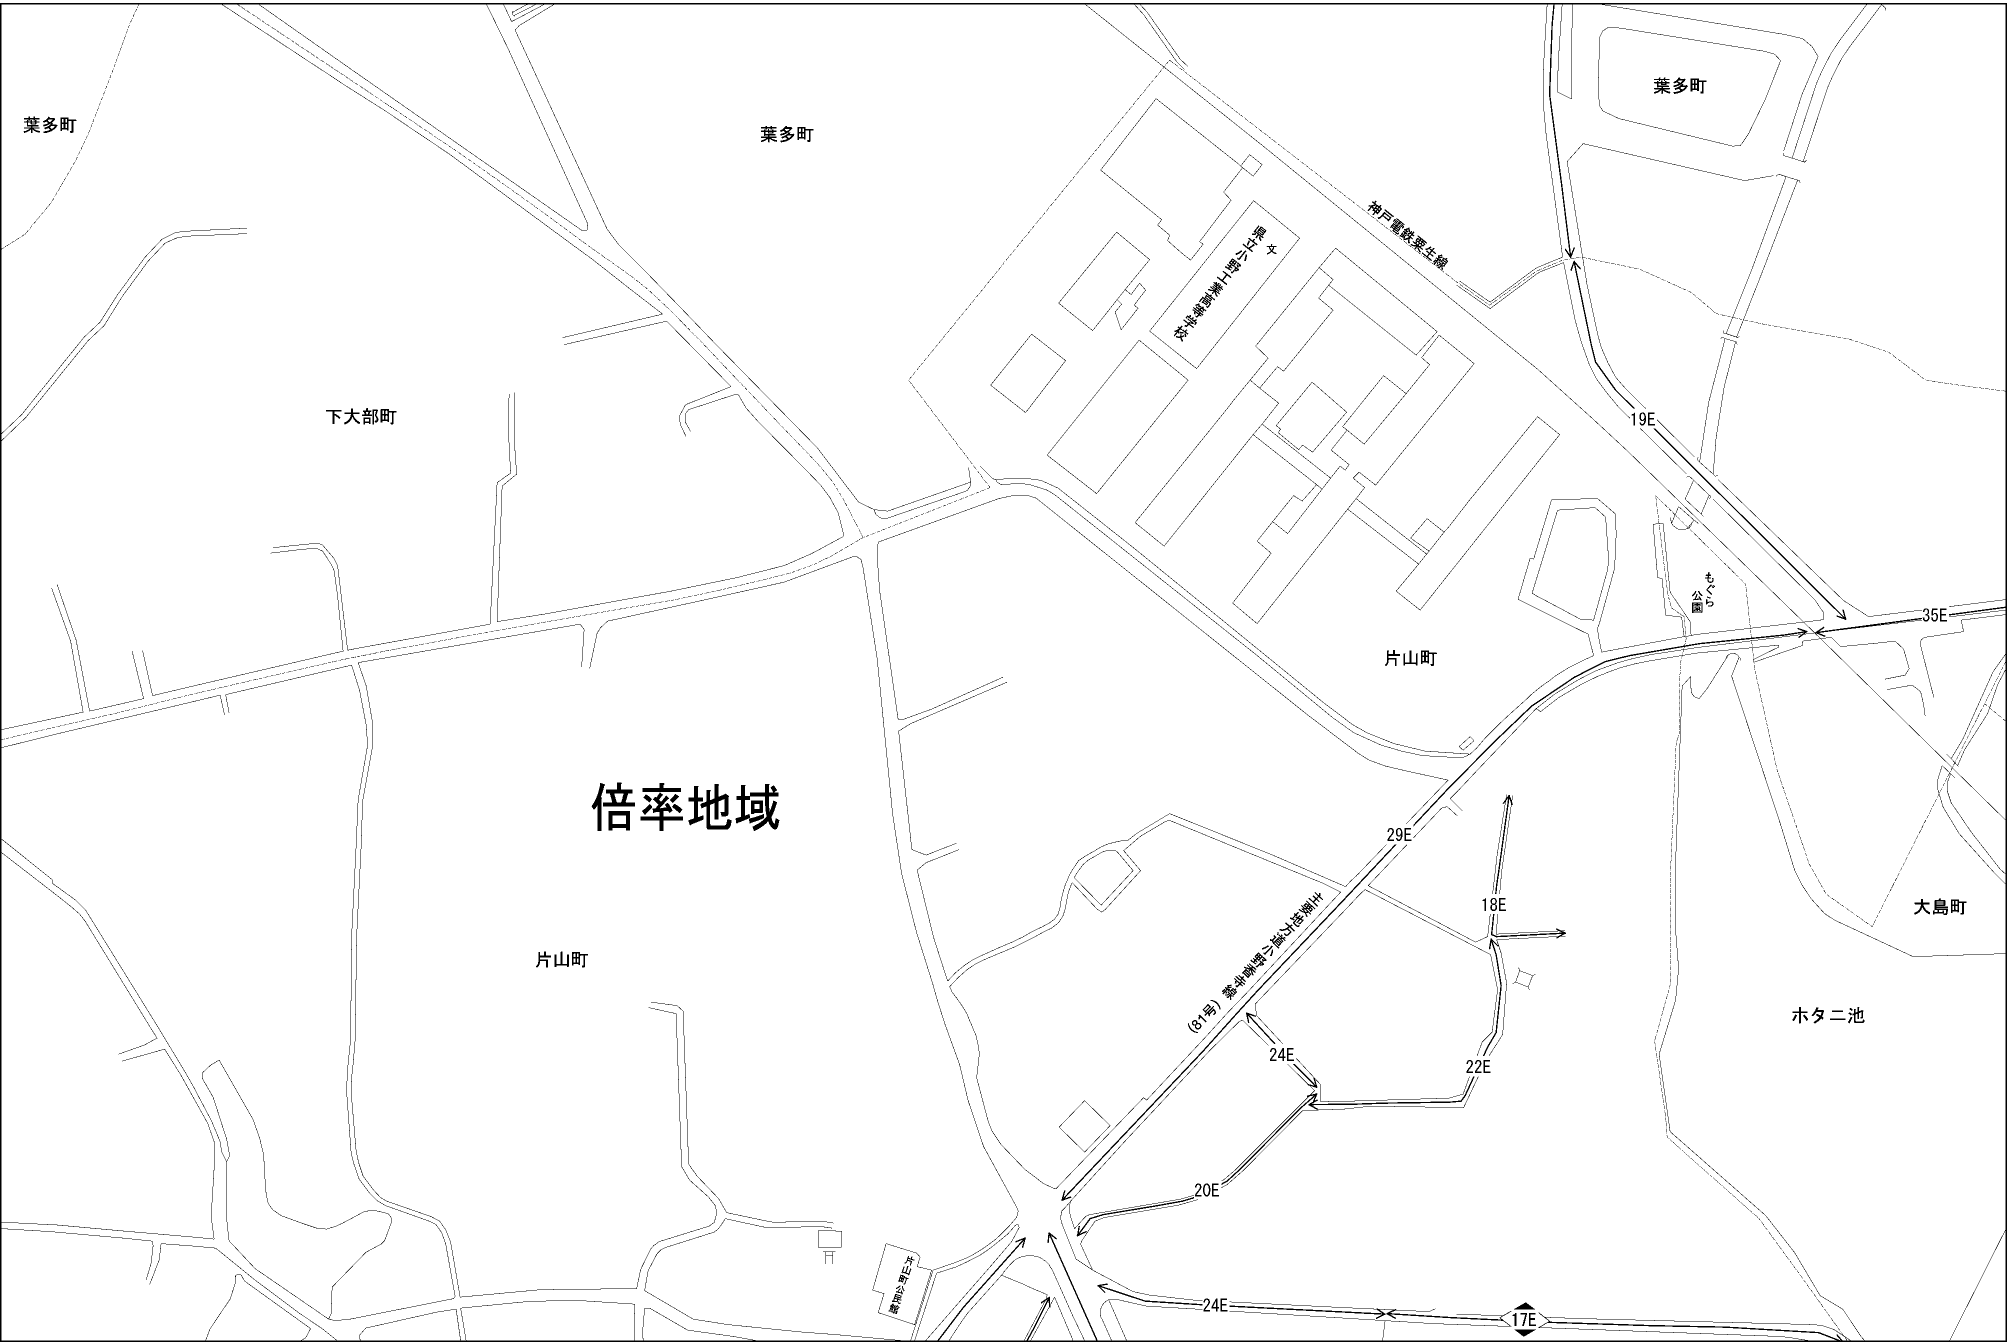 葉多町
葉多町
葉多町
神戸電鉄粟生線
県立小野工業高等学校
文
下大部町
19E
もぐら
公園
35E
片山町
倍率地域
29E
18E
主要地方道小野香寺線
(81号)
大島町
片山町
ホタニ池
24E
22E
20E
片山町公民館
24E
17E